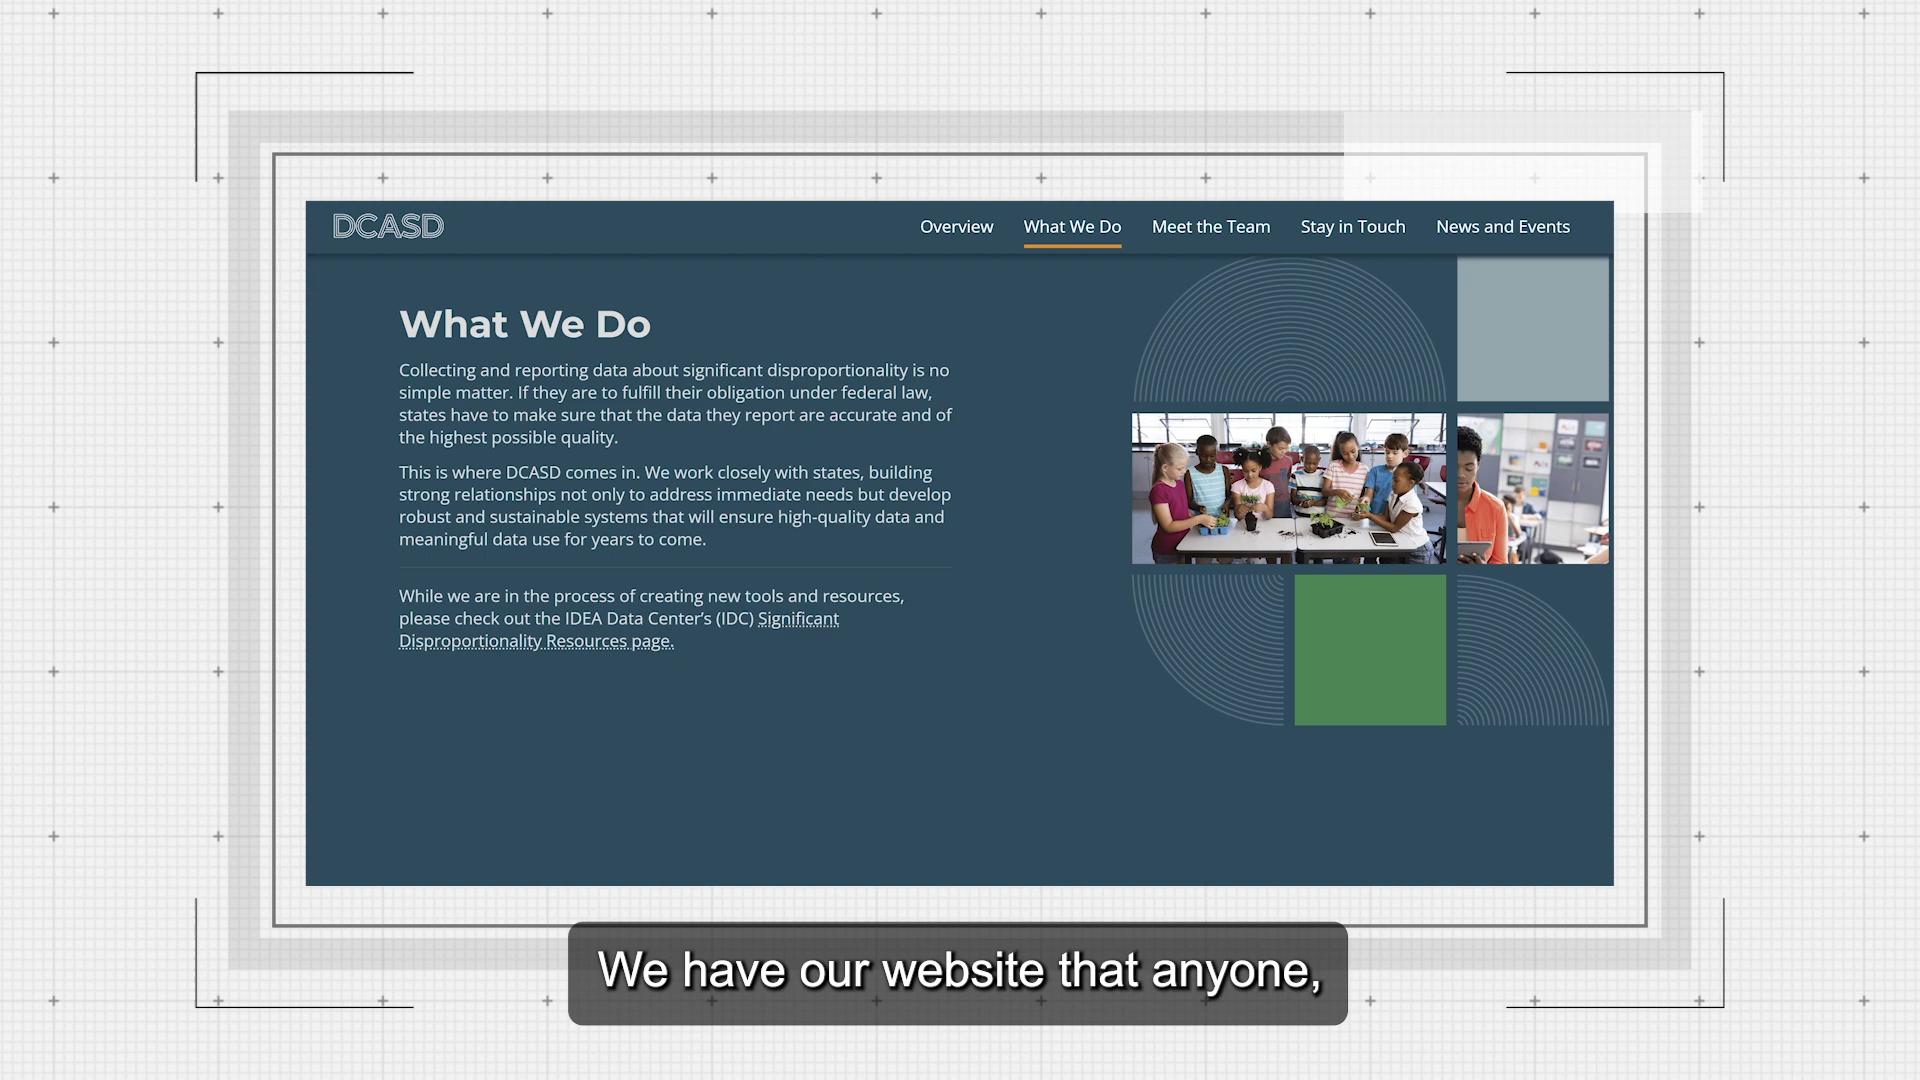 DCASD
Overview
What We Do
Meet the Team
Stay in Touch
News and Events
What We Do
Collecting and reporting data about significant disproportionality is no
simple matter. If they are to fulfill their obligation under federal law,
states have to make sure that the data they report are accurate and of
the highest possible quality.
This is where DCASD comes in. We work closely with states, building
strong relationships not only to address immediate needs but develop
robust and sustainable systems that will ensure high-quality data and
meaningful data use for years to come.
While we are in the process of creating new tools and resources,
please check out the IDEA Data Center’s (IDC) Significant
Disproportionality Resources page.
We have our website that anyone,